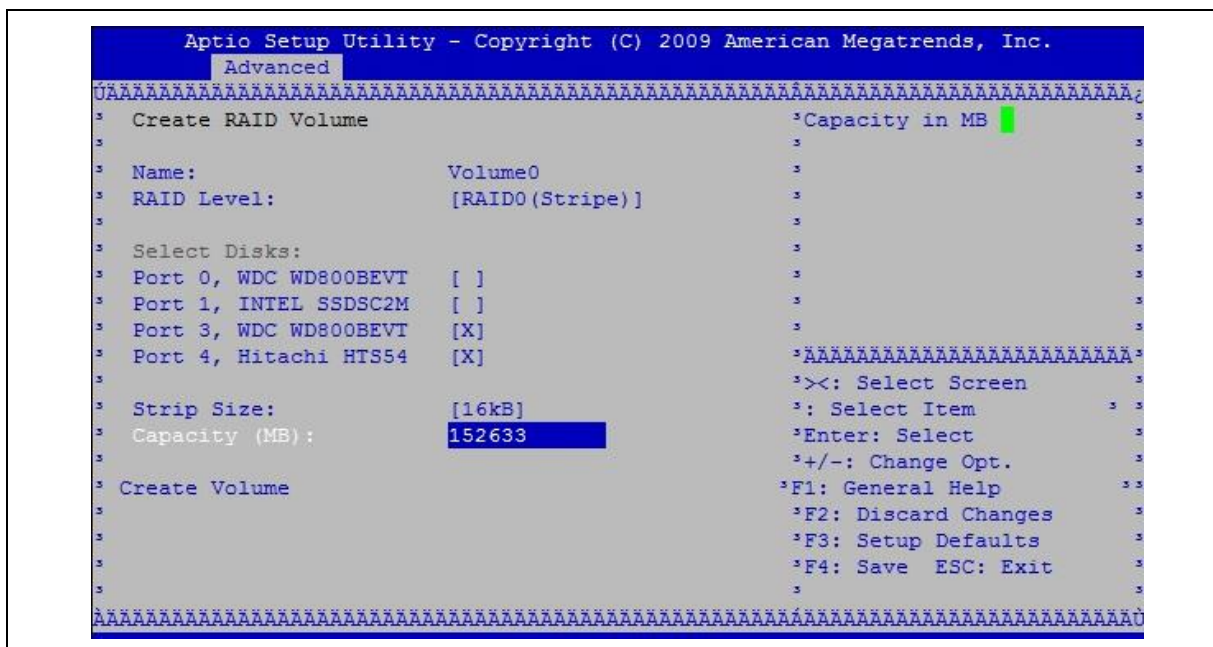 Aptio Setup Utility – Copyright (C) 2009 American Megatrends, Inc.
Advanced
Create RAID Volume
Capacity in MB
Name: Volume0
RAID Level: [RAID0(Stripe)]
Select Disks:
Port 0, WDC WD800BEVT [ ]
Port 1, INTEL SSDSC2M [ ]
Port 3, WDC WD800BEVT [X]
Port 4, Hitachi HTS54 [X]
Strip Size: [16kB]
Capacity (MB): 152633
Create Volume
><: Select Screen
: Select Item
Enter: Select
+/-: Change Opt.
F1: General Help
F2: Discard Changes
F3: Setup Defaults
F4: Save ESC: Exit